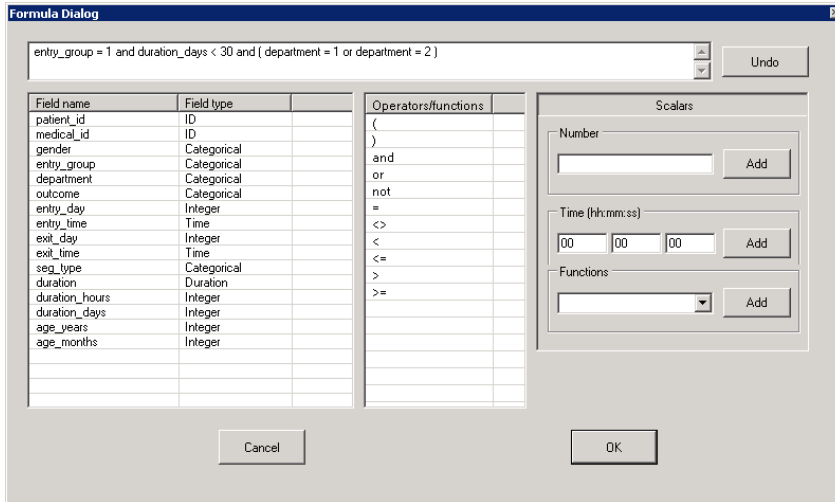 Formula Dialog
entry_group = 1 and duration_days < 30 and ( department = 1 or department = 2 )
Undo
Field name Field type
patient_id ID
medical_id ID
gender Categorical
entry_group Categorical
department Categorical
outcome Categorical
entry_day Integer
entry_time Time
exit_day Integer
exit_time Time
seg_type Categorical
duration Duration
duration_hours Integer
duration_days Integer
age_years Integer
age_months Integer
Operators/functions
(
)
and
or
not
=
<>
<
<=
>
>=
Scalars
Number
Add
Time (hh:mm:ss)
00 00 00 Add
Functions
Add
Cancel OK